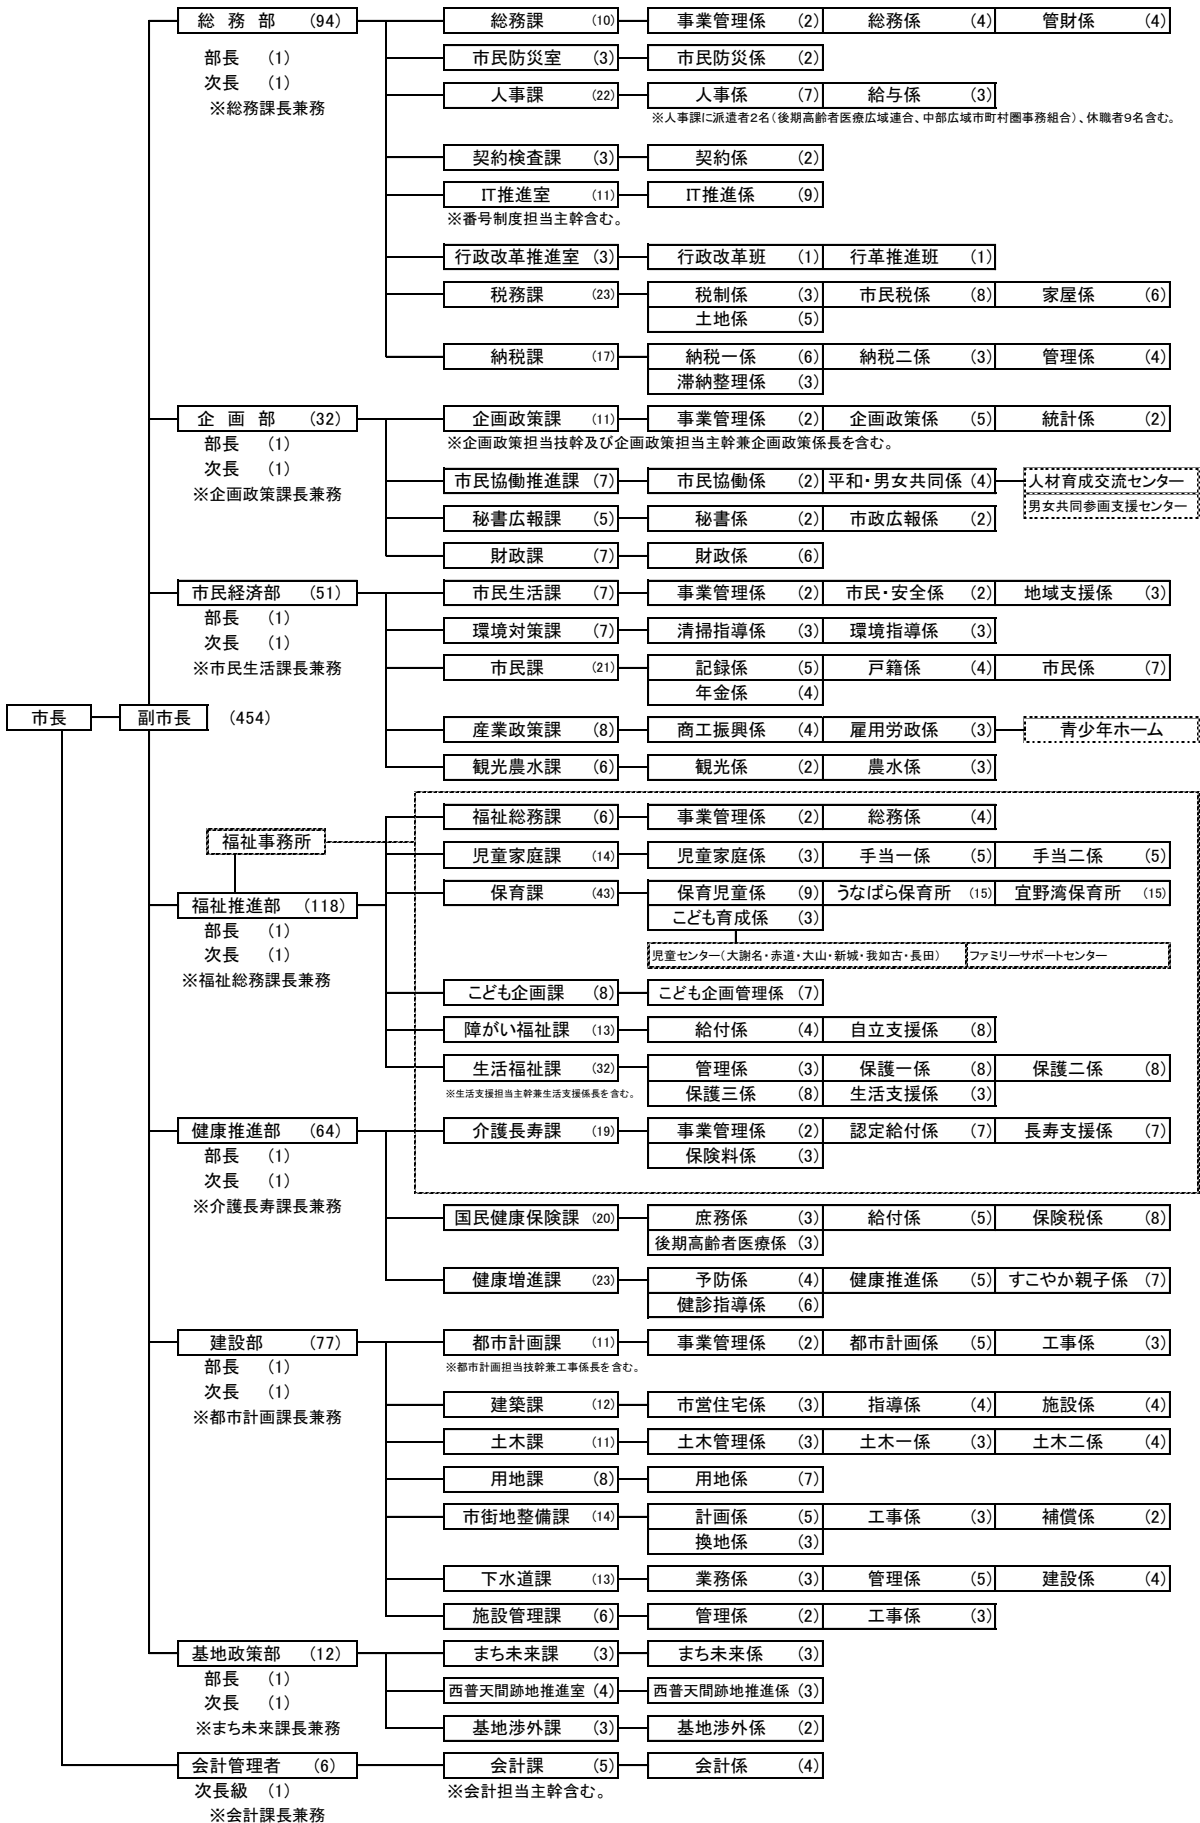 総 務 部 (94) 総務課 (10) 事業管理係 (2) 総務係 (4) 管財係 (4)
部長 (1) 市民防災室 (3) 市民防災係 (2)
次長 (1)
※総務課長兼務 人事課 (22) 人事係 (7) 給与係 (3)
※人事課に派遣者2名(後期高齢者医療広域連合、中部広域市町村圏事務組合)、休職者9名含む。
契約検査課 (3) 契約係 (2)
IT推進室 (11) IT推進係 (9)
※番号制度担当主幹含む。
行政改革推進室 (3) 行政改革班 (1) 行革推進班 (1)
税務課 (23) 税制係 (3) 市民税係 (8) 家屋係 (6)
土地係 (5)
納税課 (17) 納税一係 (6) 納税二係 (3) 管理係 (4)
滞納整理係 (3)
企 画 部 (32) 企画政策課 (11) 事業管理係 (2) 企画政策係 (5) 統計係 (2)
部長 (1) ※企画政策担当技幹及び企画政策担当主幹兼企画政策係長を含む。
次長 (1) 市民協働推進課 (7) 市民協働係 (2) 平和・男女共同係 (4) 人材育成交流センター
※企画政策課長兼務 男女共同参画支援センター
秘書広報課 (5) 秘書係 (2) 市政広報係 (2)
財政課 (7) 財政係 (6)
市民経済部 (51) 市民生活課 (7) 事業管理係 (2) 市民・安全係 (2) 地域支援係 (3)
部長 (1) 環境対策課 (7) 清掃指導係 (3) 環境指導係 (3)
次長 (1)
※市民生活課長兼務 市民課 (21) 記録係 (5) 戸籍係 (4) 市民係 (7)
年金係 (4)
市長 副市長 (454)
産業政策課 (8) 商工振興係 (4) 雇用労政係 (3) 青少年ホーム
観光農水課 (6) 観光係 (2) 農水係 (3)
福祉総務課 (6) 事業管理係 (2) 総務係 (4)
福祉事務所
児童家庭課 (14) 児童家庭係 (3) 手当一係 (5) 手当二係 (5)
保育課 (43) 保育児童係 (9) うなばら保育所 (15) 宜野湾保育所 (15)
福祉推進部 (118) こども育成係 (3)
部長 (1)
次長 (1) 児童センター(大謝名・赤道・大山・新城・我如古・長田) ファミリーサポートセンター
※福祉総務課長兼務
こども企画課 (8) こども企画管理係 (7)
障がい福祉課 (13) 給付係 (4) 自立支援係 (8)
生活福祉課 (32) 管理係 (3) 保護一係 (8) 保護二係 (8)
※生活支援担当主幹兼生活支援係長を含む。 保護三係 (8) 生活支援係 (3)
健康推進部 (64) 介護長寿課 (19) 事業管理係 (2) 認定給付係 (7) 長寿支援係 (7)
部長 (1) 保険料係 (3)
次長 (1)
※介護長寿課長兼務
国民健康保険課 (20) 庶務係 (3) 給付係 (5) 保険税係 (8)
後期高齢者医療係 (3)
健康増進課 (23) 予防係 (4) 健康推進係 (5) すこやか親子係 (7)
健診指導係 (6)
建設部 (77) 都市計画課 (11) 事業管理係 (2) 都市計画係 (5) 工事係 (3)
部長 (1) ※都市計画担当技幹兼工事係長を含む。
次長 (1)
※都市計画課長兼務 建築課 (12) 市営住宅係 (3) 指導係 (4) 施設係 (4)
土木課 (11) 土木管理係 (3) 土木一係 (3) 土木二係 (4)
用地課 (8) 用地係 (7)
市街地整備課 (14) 計画係 (5) 工事係 (3) 補償係 (2)
換地係 (3)
下水道課 (13) 業務係 (3) 管理係 (5) 建設係 (4)
施設管理課 (6) 管理係 (2) 工事係 (3)
基地政策部 (12) まち未来課 (3) まち未来係 (3)
部長 (1) 西普天間跡地推進室 (4) 西普天間跡地推進係 (3)
次長 (1)
※まち未来課長兼務 基地渉外課 (3) 基地渉外係 (2)
会計管理者 (6) 会計課 (5) 会計係 (4)
次長級 (1) ※会計担当主幹含む。
※会計課長兼務